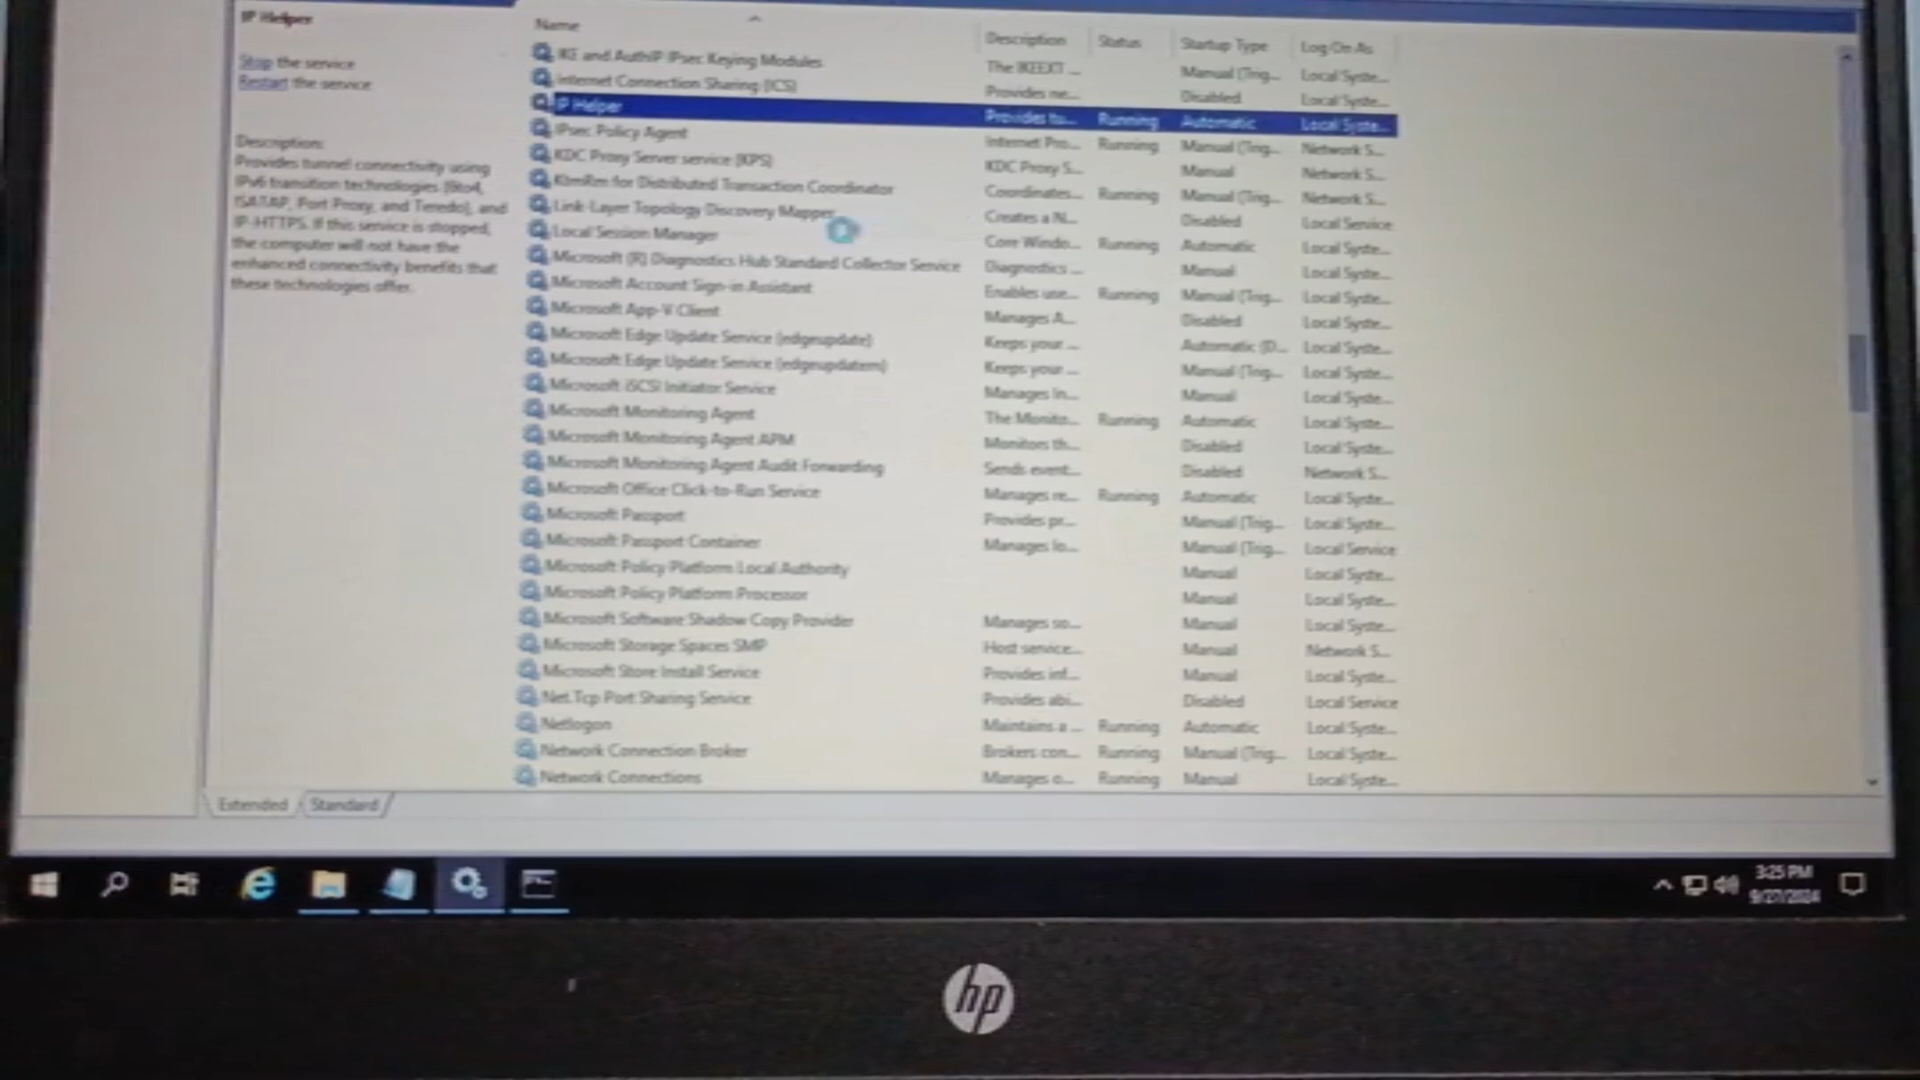 IP Helper
Stop the service
Restart the service
Description:
Provides tunnel connectivity using
IPv6 transition technologies (6to4,
ISATAP, Port Proxy, and Teredo), and
IP-HTTPS. If this service is stopped,
the computer will not have the
enhanced connectivity benefits that
these technologies offer.
Name Description Status Startup Type Log On As
IKE and AuthIP IPsec Keying Modules The IKEEXT ... Manual (Trig... Local Syste...
Internet Connection Sharing (ICS) Provides ne... Disabled Local Syste...
IP Helper Provides tu... Running Automatic Local Syste...
IPsec Policy Agent Internet Pro... Running Manual (Trig... Network S...
KDC Proxy Server service (KPS) KDC Proxy S... Manual Network S...
KtmRm for Distributed Transaction Coordinator Coordinates... Running Manual (Trig... Network S...
Link-Layer Topology Discovery Mapper Creates a N... Disabled Local Service
Local Session Manager Core Windo... Running Automatic Local Syste...
Microsoft (R) Diagnostics Hub Standard Collector Service Diagnostics ... Manual Local Syste...
Microsoft Account Sign-in Assistant Enables use... Running Manual (Trig... Local Syste...
Microsoft App-V Client Manages A... Disabled Local Syste...
Microsoft Edge Update Service (edgeupdate) Keeps your ... Automatic (D... Local Syste...
Microsoft Edge Update Service (edgeupdatem) Keeps your ... Manual (Trig... Local Syste...
Microsoft iSCSI Initiator Service Manages In... Manual Local Syste...
Microsoft Monitoring Agent The Monito... Running Automatic Local Syste...
Microsoft Monitoring Agent APM Monitors th... Disabled Local Syste...
Microsoft Monitoring Agent Audit Forwarding Sends event... Disabled Network S...
Microsoft Office Click-to-Run Service Manages re... Running Automatic Local Syste...
Microsoft Passport Provides pr... Manual (Trig... Local Syste...
Microsoft Passport Container Manages lo... Manual (Trig... Local Service
Microsoft Policy Platform Local Authority Manual Local Syste...
Microsoft Policy Platform Processor Manual Local Syste...
Microsoft Software Shadow Copy Provider Manages so... Manual Local Syste...
Microsoft Storage Spaces SMP Host service... Manual Network S...
Microsoft Store Install Service Provides inf... Manual Local Syste...
Net.Tcp Port Sharing Service Provides abi... Disabled Local Service
Netlogon Maintains a ... Running Automatic Local Syste...
Network Connection Broker Brokers con... Running Manual (Trig... Local Syste...
Network Connections Manages o... Running Manual Local Syste...
Extended Standard
3:25 PM
9/27/2024
hp